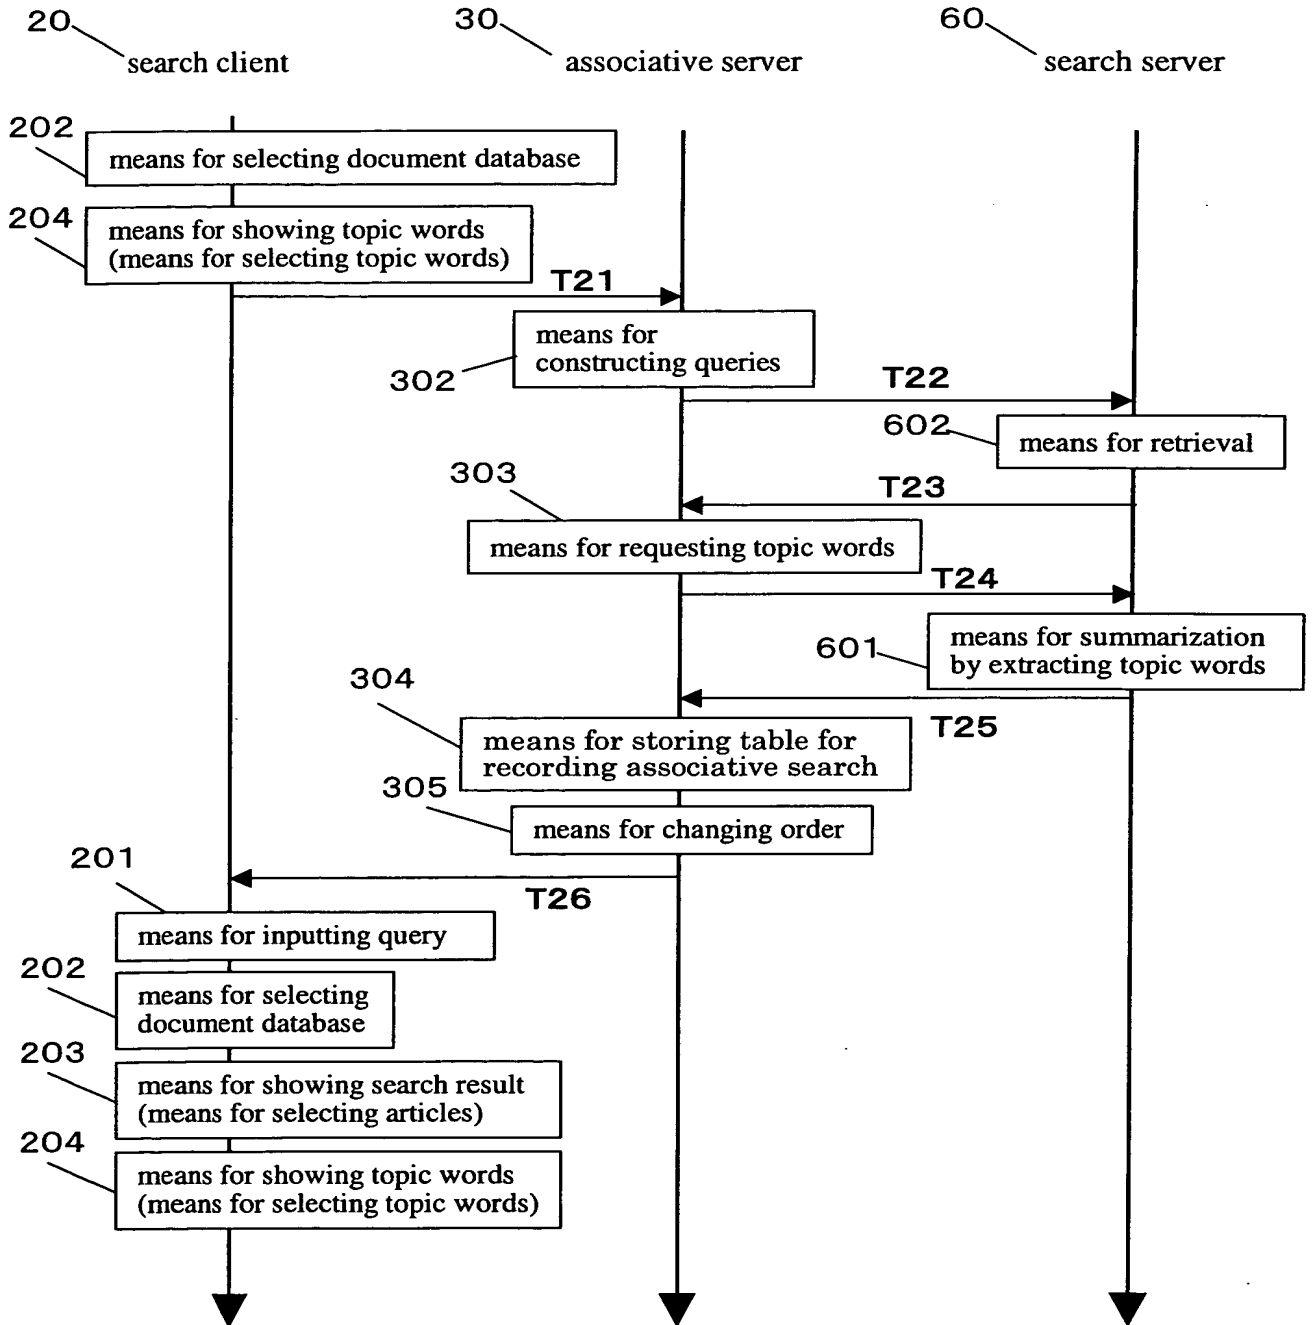 20
30
60
search client
associative server
search server
202
means for selecting document database
204
means for showing topic words
(means for selecting topic words)
T21
means for
constructing queries
302
T22
602
means for retrieval
303
T23
means for requesting topic words
T24
601
means for summarization
by extracting topic words
304
T25
means for storing table for
recording associative search
305
means for changing order
201
T26
means for inputting query
202
means for selecting
document database
203
means for showing search result
(means for selecting articles)
204
means for showing topic words
(means for selecting topic words)